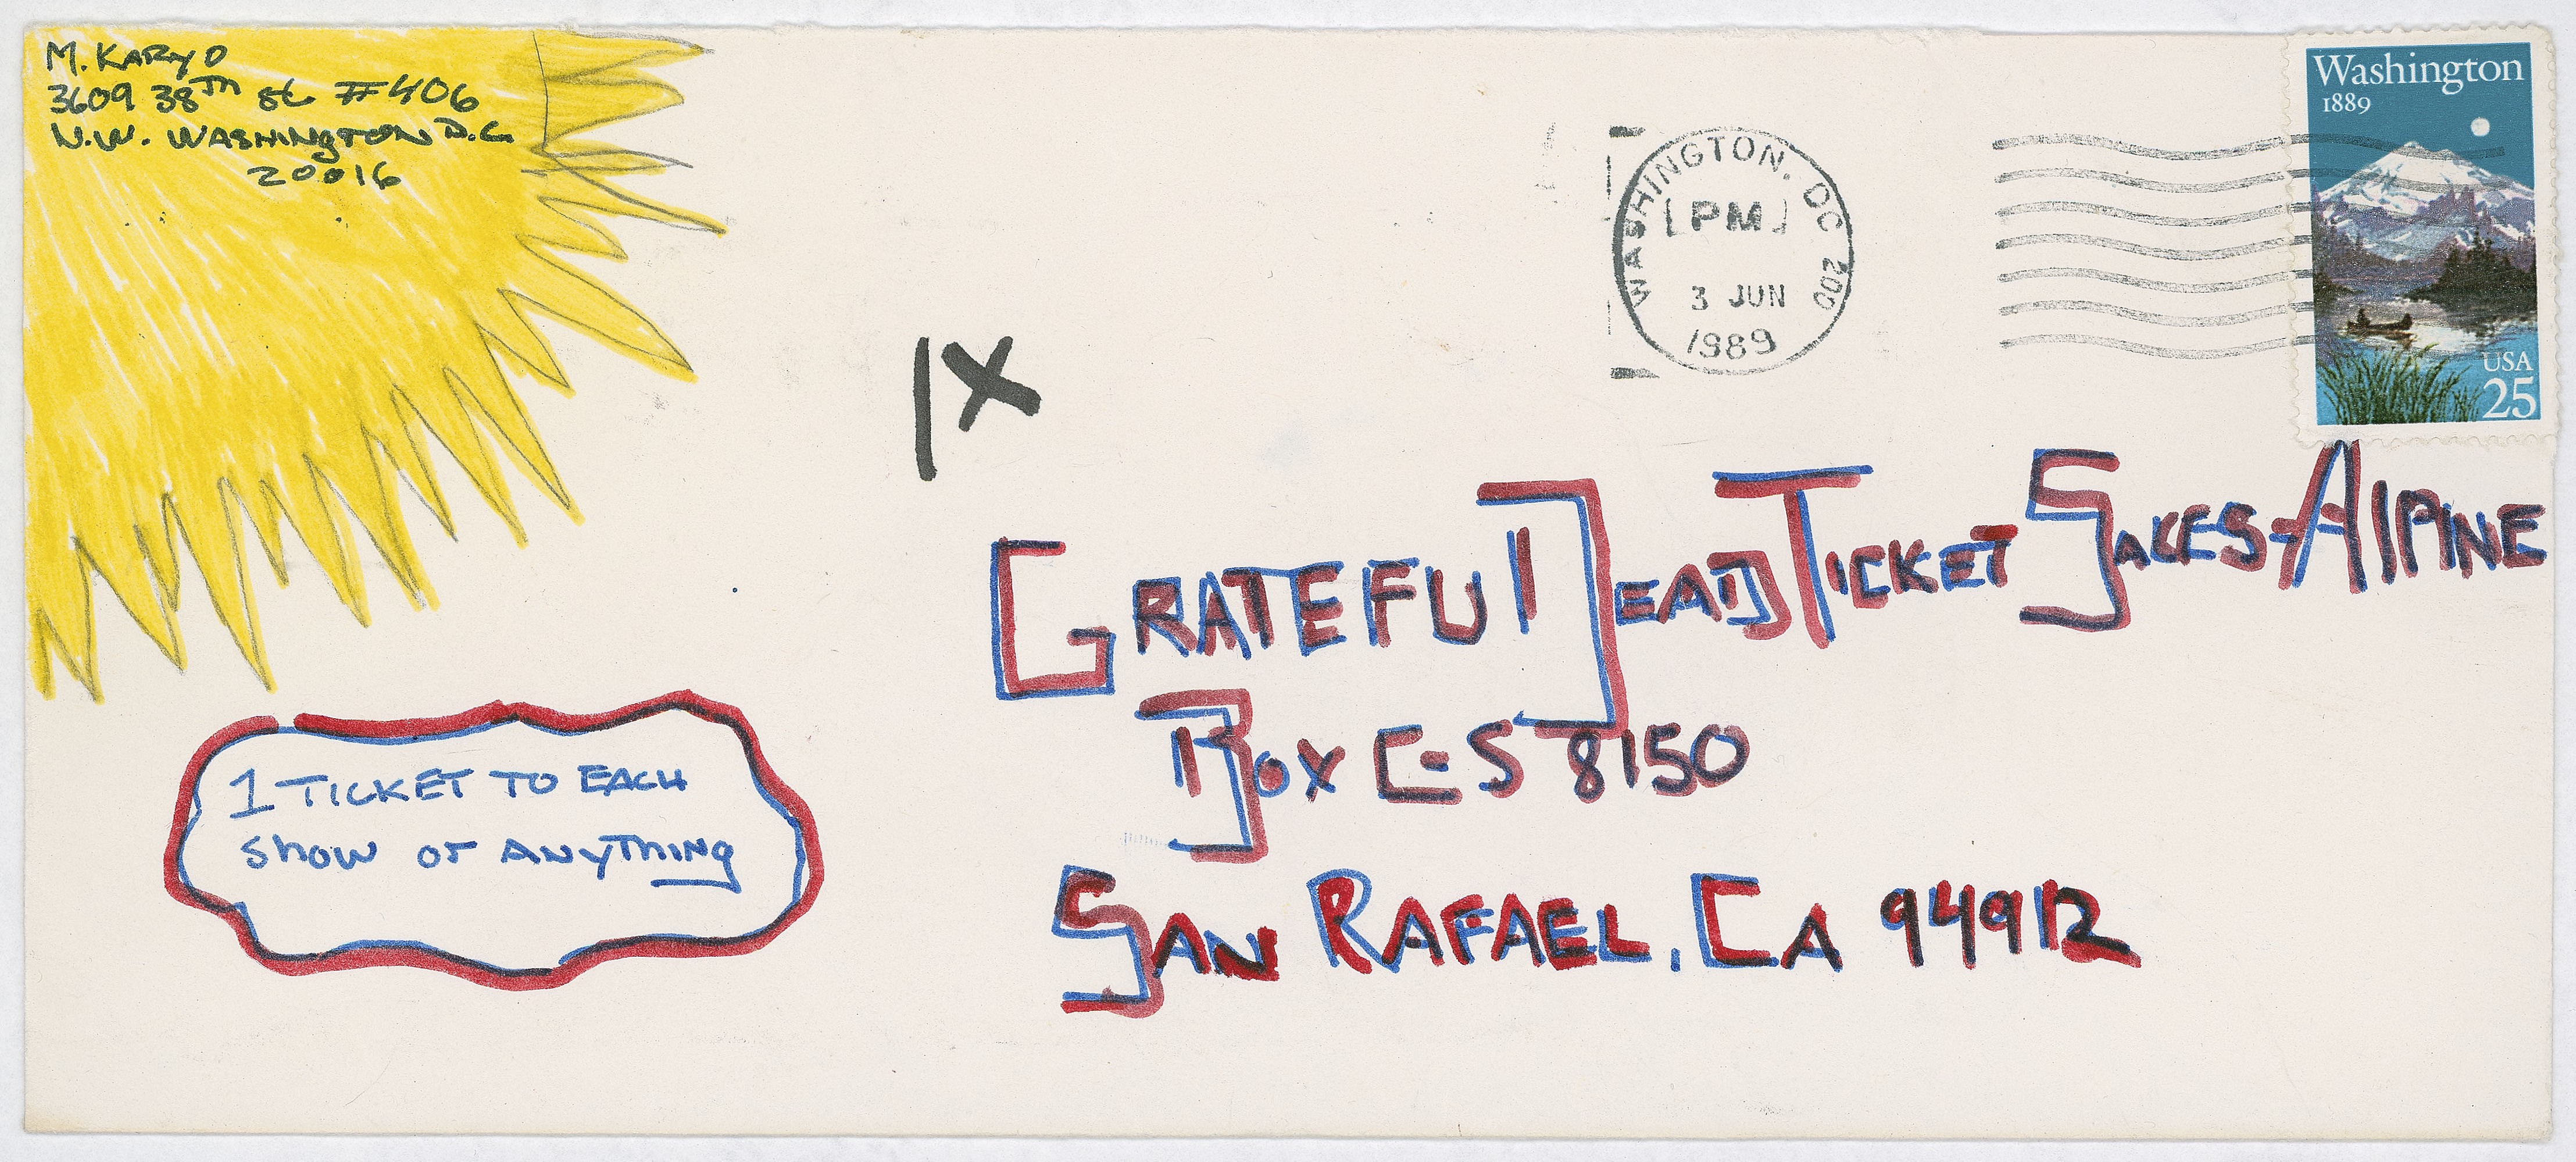 M. KARYO
3609 38TH St #406
N.W. WASHINGTON D.C
20016
WASHINGTON, DC 200
PM
3 JUN
1989
Washington
1889
USA
25
1X
GRATEFUL DEAD TICKET SALES-AlPINE
BOX C-S 8150
SAN RAFAEL, CA 94912
1 TICKET TO EACH
SHOW OR ANYTHING